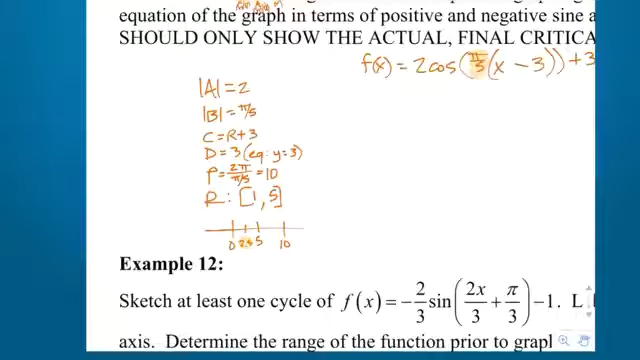 equation of the graph in terms of positive and negative sine a
SHOULD ONLY SHOW THE ACTUAL, FINAL CRITICA
f(x) = 2cos(π/3(x - 3)) + 3
|A| = 2
|B| = π/5
C = R + 3
D = 3 (eq: y = 3)
P = 2π/π/5 = 10
R: [1, 5]
0 2.5 5 10
Example 12:
Sketch at least one cycle of f(x) = -2/3 sin(2x/3 + π/3) - 1. L
axis. Determine the range of the function prior to grapl